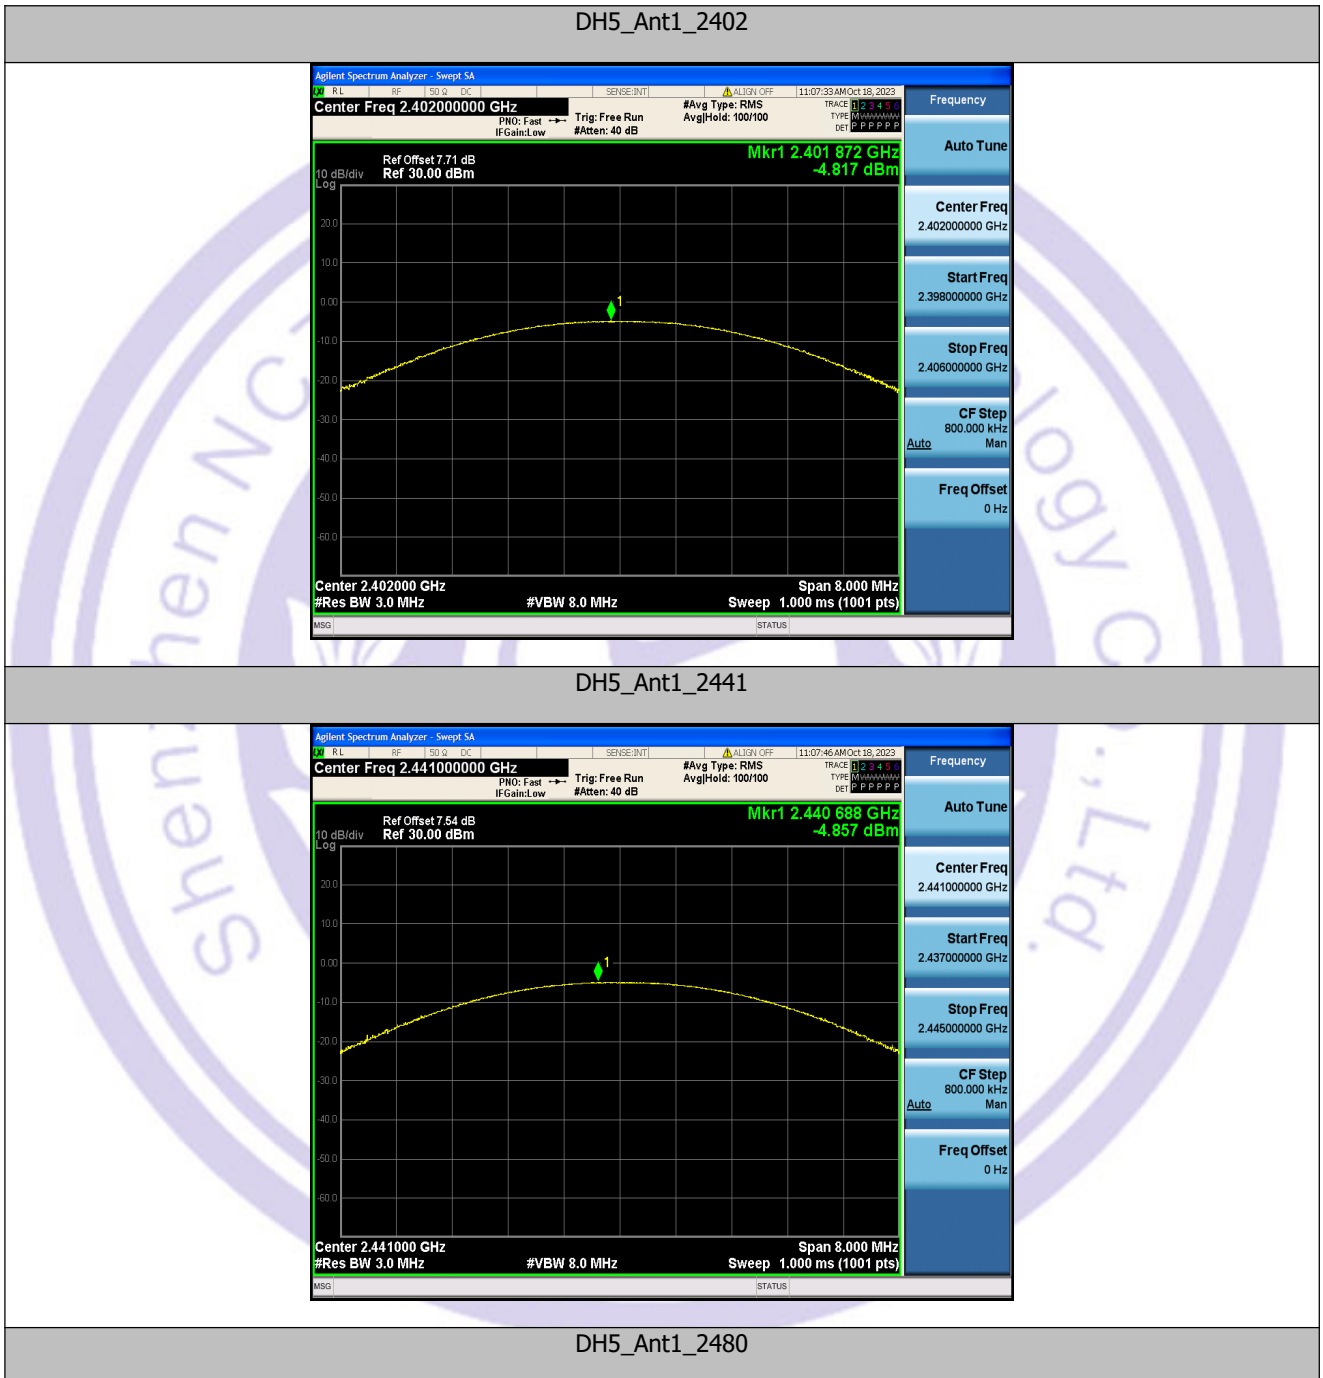 DH5_Ant1_2402
Agilent Spectrum Analyzer - Swept SA
RL RF 50 Ω DC SENSE:INT ALIGN OFF 11:07:33 AM Oct 18, 2023
Center Freq 2.402000000 GHz
PNO: Fast
IFGain:Low
Trig: Free Run
#Atten: 40 dB
#Avg Type: RMS
Avg|Hold: 100/100
TRACE 1 2 3 4 5 6
TYPE M
DET P P P P P P
Frequency
Auto Tune
Center Freq
2.402000000 GHz
Start Freq
2.398000000 GHz
Stop Freq
2.406000000 GHz
CF Step
800.000 kHz
Auto Man
Freq Offset
0 Hz
Mkr1 2.401 872 GHz
-4.817 dBm
Ref Offset 7.71 dB
10 dB/div Ref 30.00 dBm
Log
20.0
10.0
0.00
-10.0
-20.0
-30.0
-40.0
-50.0
-60.0
1
Center 2.402000 GHz Span 8.000 MHz
#Res BW 3.0 MHz #VBW 8.0 MHz Sweep 1.000 ms (1001 pts)
MSG STATUS
DH5_Ant1_2441
Agilent Spectrum Analyzer - Swept SA
RL RF 50 Ω DC SENSE:INT ALIGN OFF 11:07:46 AM Oct 18, 2023
Center Freq 2.441000000 GHz
PNO: Fast
IFGain:Low
Trig: Free Run
#Atten: 40 dB
#Avg Type: RMS
Avg|Hold: 100/100
TRACE 1 2 3 4 5 6
TYPE M
DET P P P P P P
Frequency
Auto Tune
Center Freq
2.441000000 GHz
Start Freq
2.437000000 GHz
Stop Freq
2.445000000 GHz
CF Step
800.000 kHz
Auto Man
Freq Offset
0 Hz
Mkr1 2.440 688 GHz
-4.857 dBm
Ref Offset 7.54 dB
10 dB/div Ref 30.00 dBm
Log
20.0
10.0
0.00
-10.0
-20.0
-30.0
-40.0
-50.0
-60.0
1
Center 2.441000 GHz Span 8.000 MHz
#Res BW 3.0 MHz #VBW 8.0 MHz Sweep 1.000 ms (1001 pts)
MSG STATUS
DH5_Ant1_2480
Shenzhen NC
ology Co., Ltd.